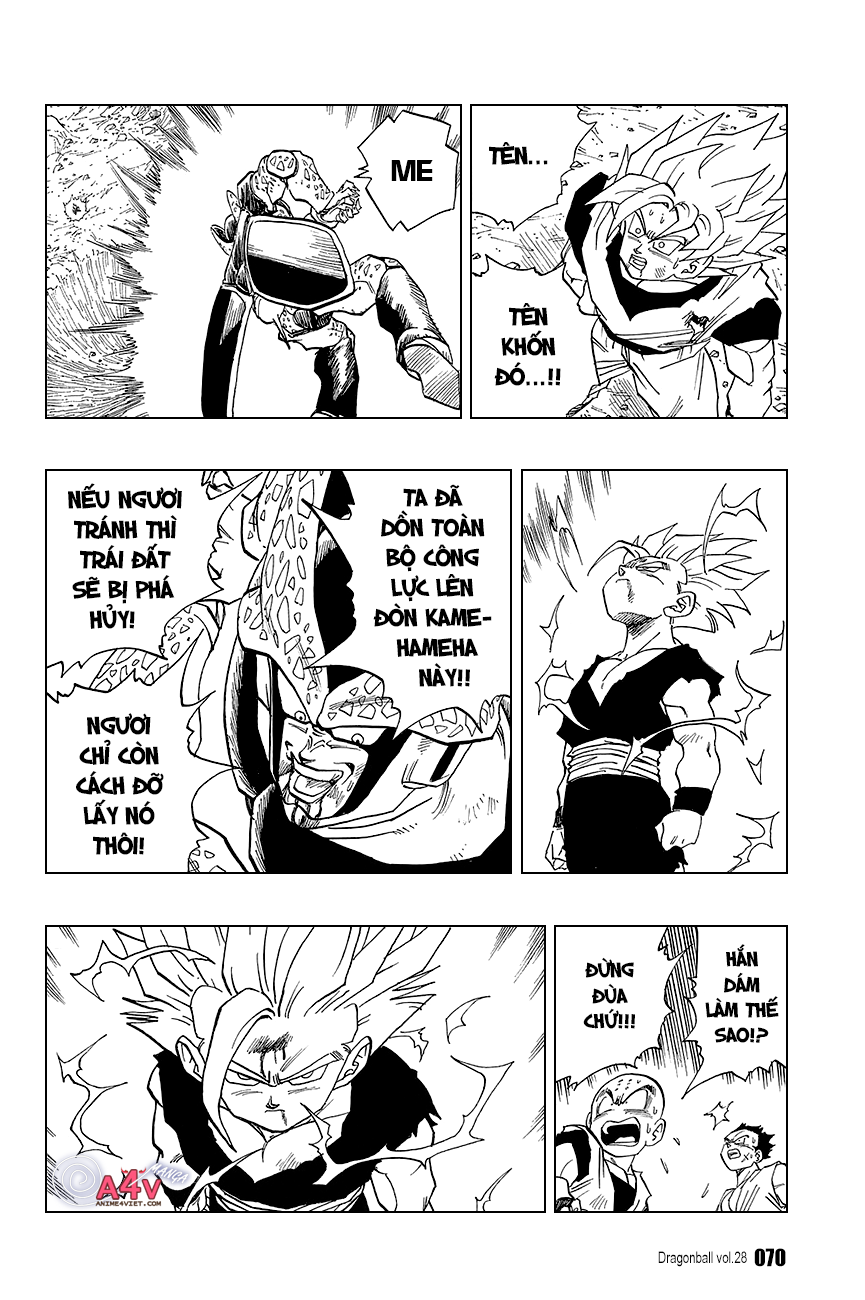 TÊN...
TÊN
KHỐN
ĐÓ...!!
ME
TA ĐÃ
DỒN TOÀN
BỘ CÔNG
LỰC LÊN
ĐÒN KAME-
HAMEHA
NÀY!!
NẾU NGƯƠI
TRÁNH THÌ
TRÁI ĐẤT
SẼ BỊ PHÁ
HỦY!
NGƯƠI
CHỈ CÒN
CÁCH ĐỠ
LẤY NÓ
THÔI!
HẮN
DÁM
LÀM THẾ
SAO!?
ĐỪNG
ĐÙA
CHỨ!!!
MANGA
A4V
ANIME4VIET.COM
Dragonball vol.28 070